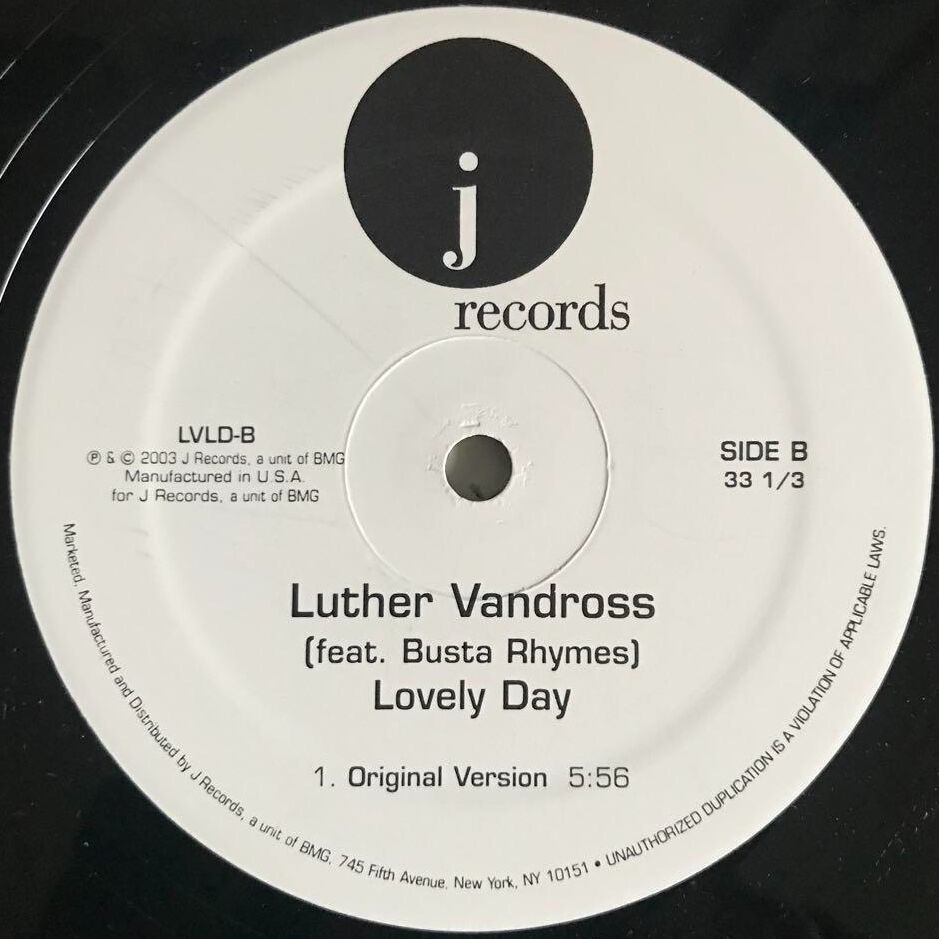 j
records
LVLD-B
℗ & © 2003 J Records, a unit of BMG
Manufactured in U.S.A.
for J Records, a unit of BMG
SIDE B
33 1/3
Luther Vandross
(feat. Busta Rhymes)
Lovely Day
1. Original Version 5:56
Marketed, Manufactured and Distributed by J Records, a unit of BMG, 745 Fifth Avenue, New York, NY 10151 • UNAUTHORIZED DUPLICATION IS A VIOLATION OF APPLICABLE LAWS.